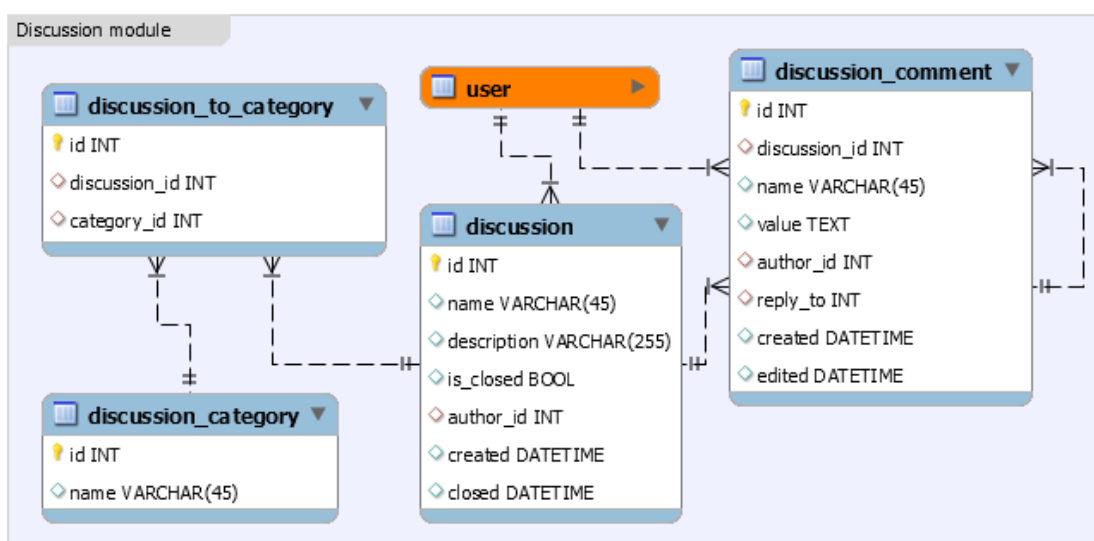 Discussion module
discussion_to_category
id INT
discussion_id INT
category_id INT
user
discussion_comment
id INT
discussion_id INT
name VARCHAR(45)
value TEXT
author_id INT
reply_to INT
created DATETIME
edited DATETIME
discussion
id INT
name VARCHAR(45)
description VARCHAR(255)
is_closed BOOL
author_id INT
created DATETIME
closed DATETIME
discussion_category
id INT
name VARCHAR(45)